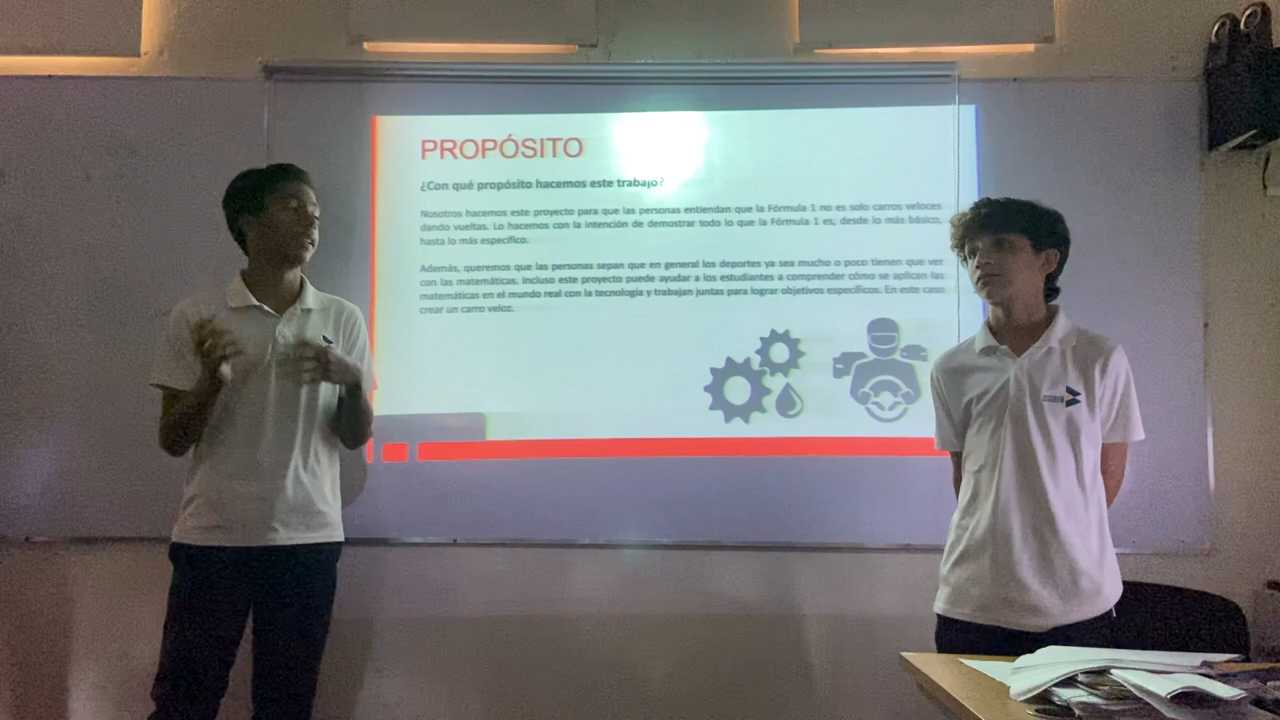 PROPÓSITO
¿Con qué propósito hacemos este trabajo?
Nosotros hacemos este proyecto para que las personas entiendan que la Fórmula 1 no es solo carros veloces
dando vueltas. Lo hacemos con la intención de demostrar todo lo que la Fórmula 1 es, desde lo más básico,
hasta lo más específico.
Además, queremos que las personas sepan que en general los deportes ya sea mucho o poco tienen que ver
con las matemáticas. Incluso este proyecto puede ayudar a los estudiantes a comprender cómo se aplican las
matemáticas en el mundo real con la tecnología y trabajan juntas para lograr objetivos específicos. En este caso
crear un carro veloz.